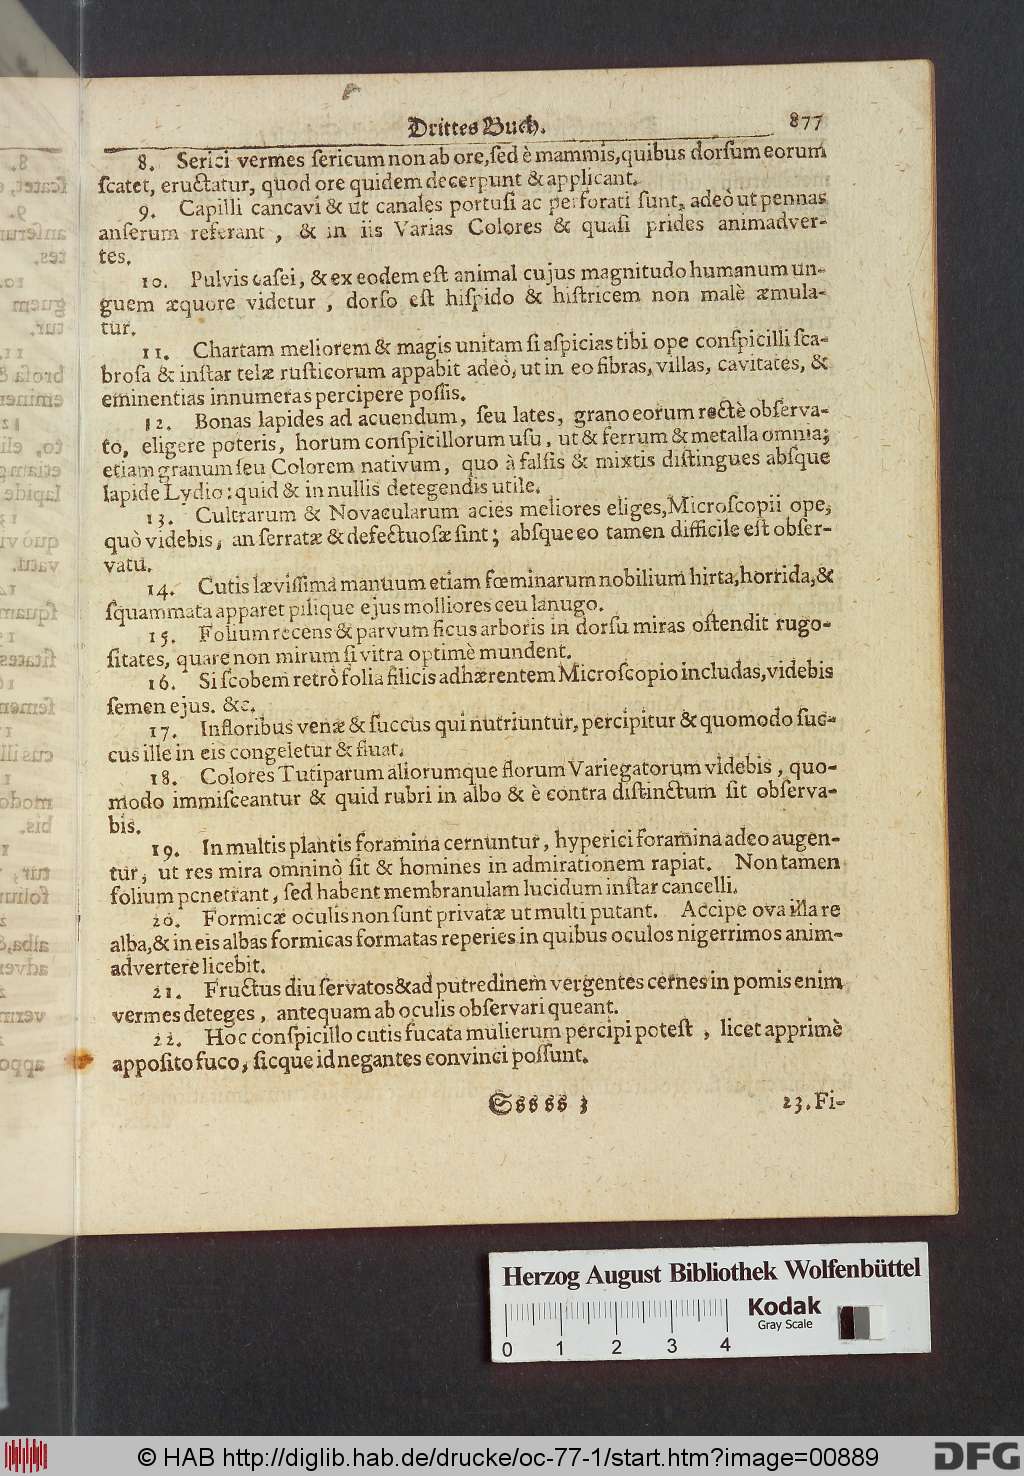 Drittes Buch. 877
8. Serici vermes ſericum non ab ore, ſed è mammis, quibus dorſum eorum
ſcatet, eructatur, quod ore quidem decerpunt & applicant.
9. Capilli cancavi & ut canales portuſi ac perforati ſunt, adeò ut pennas
anſerum referant, & in iis Varias Colores & quaſi prides animadver-
tes.
10. Pulvis caſei, & ex eodem eſt animal cujus magnitudo humanum un-
guem æquore videtur, dorſo eſt hiſpido & hiſtricem non malè æmula-
tur.
11. Chartam meliorem & magis unitam ſi aſpicias tibi ope conſpicilli ſca-
broſa & inſtar telæ ruſticorum appabit adeò, ut in eo fibras, villas, cavitates, &
eminentias innumeras percipere poſſis.
12. Bonas lapides ad acuendum, ſeu lates, grano eorum rectè obſerva-
to, eligere poteris, horum conſpicillorum uſu, ut & ferrum & metalla omnia;
etiam granum ſeu Colorem nativum, quo à falſis & mixtis diſtingues abſque
lapide Lydio: quid & in nullis detegendis utile.
13. Cultrarum & Novacularum acies meliores eliges, Microſcopii ope,
quò videbis, an ſerratæ & defectuoſæ ſint; abſque eo tamen difficile eſt obſer-
vatu.
14. Cutis læviſſima manuum etiam fœminarum nobilium hirta, horrida, &
ſquammata apparet pilique ejus molliores ceu lanugo.
15. Folium recens & parvum ficus arboris in dorſu miras oſtendit rugo-
ſitates, quare non mirum ſi vitra optimè mundent.
16. Si ſcobem retrò folia filicis adhærentem Microſcopio includas, videbis
ſemen ejus. &c.
17. In floribus venæ & ſuccus qui nutriuntur, percipitur & quomodo ſuc-
cus ille in eis congeletur & fiuat.
18. Colores Tutiparum aliorumque florum Variegatorum videbis, quo-
modo immiſceantur & quid rubri in albo & è contra diſtinctum ſit obſerva-
bis.
19. In multis plantis foramina cernuntur, hyperici foramina adeo augen-
tur, ut res mira omninò ſit & homines in admirationem rapiat. Non tamen
folium penetrant, ſed habent membranulam lucidum inſtar cancelli.
20. Formicæ oculis non ſunt privatæ ut multi putant. Accipe ova illa re
alba, & in eis albas formicas formatas reperies in quibus oculos nigerrimos anim-
advertere licebit.
21. Fructus diu ſervatos & ad putredinem vergentes cernes in pomis enim
vermes deteges, antequam ab oculis obſervari queant.
22. Hoc conſpicillo cutis fucata mulierum percipi poteſt, licet apprimè
appoſito fuco, ſicque id negantes convinci poſſunt.
Sss ss 3 23. Fi-
Herzog August Bibliothek Wolfenbüttel
Kodak
Gray Scale
0 1 2 3 4
© HAB http://diglib.hab.de/drucke/oc-77-1/start.htm?image=00889
DFG